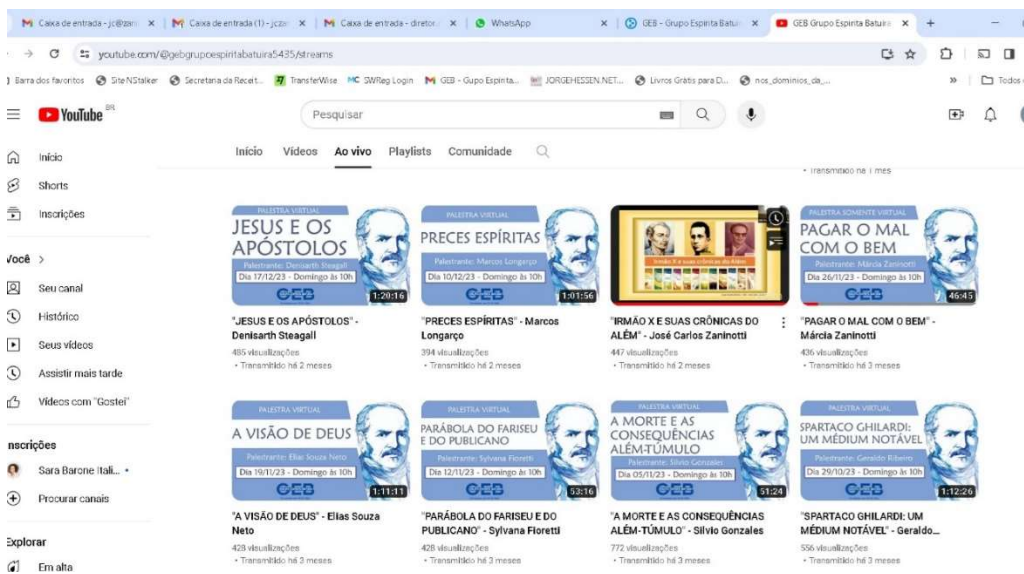 Caixa de entrada - jc@zan
Caixa de entrada (1) - jcza
Caixa de entrada - diretor.
WhatsApp
GEB - Grupo Espirita Batuí
GEB Grupo Espirita Batuira
youtube.com/@gebgrupoespiritabatuira5435/streams
Barra dos favoritos
Site NStalker
Secretaria da Receit...
TransferWise
MC SWReg Login
GEB - Gupo Espirita...
JORGEHESSEN.NET...
Livros Grátis para D...
nos_dominios_da_...
»
Todos
YouTube BR
Pesquisar
Início
Vídeos
Ao vivo
Playlists
Comunidade
Início
Shorts
Inscrições
Você >
Seu canal
Histórico
Seus vídeos
Assistir mais tarde
Vídeos com "Gostei"
nscrições
Sara Barone Itali... •
Procurar canais
Explorar
Em alta
• Transmitido há 1 mês
PALESTRA VIRTUAL
JESUS E OS
APÓSTOLOS
Palestrante: Denisarth Steagall
Dia 17/12/23 - Domingo às 10h
GEB
1:20:16
"JESUS E OS APÓSTOLOS" -
Denisarth Steagall
485 visualizações
• Transmitido há 2 meses
PALESTRA VIRTUAL
PRECES ESPÍRITAS
Palestrante: Marcos Longarço
Dia 10/12/23 - Domingo às 10h
GEB
1:01:56
"PRECES ESPÍRITAS" - Marcos
Longarço
394 visualizações
• Transmitido há 2 meses
Irmão X e suas crônicas do Além
"IRMÃO X E SUAS CRÔNICAS DO
ALÉM" - José Carlos Zaninotti
447 visualizações
• Transmitido há 2 meses
PALESTRA SOMENTE VIRTUAL
PAGAR O MAL
COM O BEM
Palestrante: Márcia Zaninotti
Dia 26/11/23 - Domingo às 10h
GEB
46:45
"PAGAR O MAL COM O BEM" -
Márcia Zaninotti
436 visualizações
• Transmitido há 3 meses
PALESTRA VIRTUAL
A VISÃO DE DEUS
Palestrante: Elias Souza Neto
Dia 19/11/23 - Domingo às 10h
GEB
1:11:11
"A VISÃO DE DEUS" - Elias Souza
Neto
428 visualizações
• Transmitido há 3 meses
PALESTRA VIRTUAL
PARÁBOLA DO FARISEU
E DO PUBLICANO
Palestrante: Sylvana Fioretti
Dia 12/11/23 - Domingo às 10h
GEB
53:16
"PARÁBOLA DO FARISEU E DO
PUBLICANO" - Sylvana Fioretti
428 visualizações
• Transmitido há 3 meses
PALESTRA VIRTUAL
A MORTE E AS
CONSEQUÊNCIAS
ALÉM-TÚMULO
Palestrante: Silvio Gonzales
Dia 05/11/23 - Domingo às 10h
GEB
51:24
"A MORTE E AS CONSEQUÊNCIAS
ALÉM-TÚMULO" - Silvio Gonzales
772 visualizações
• Transmitido há 3 meses
PALESTRA VIRTUAL
SPARTACO GHILARDI:
UM MÉDIUM NOTÁVEL
Palestrante: Geraldo Ribeiro
Dia 29/10/23 - Domingo às 10h
GEB
1:12:26
"SPARTACO GHILARDI: UM
MÉDIUM NOTÁVEL" - Geraldo...
556 visualizações
• Transmitido há 3 meses